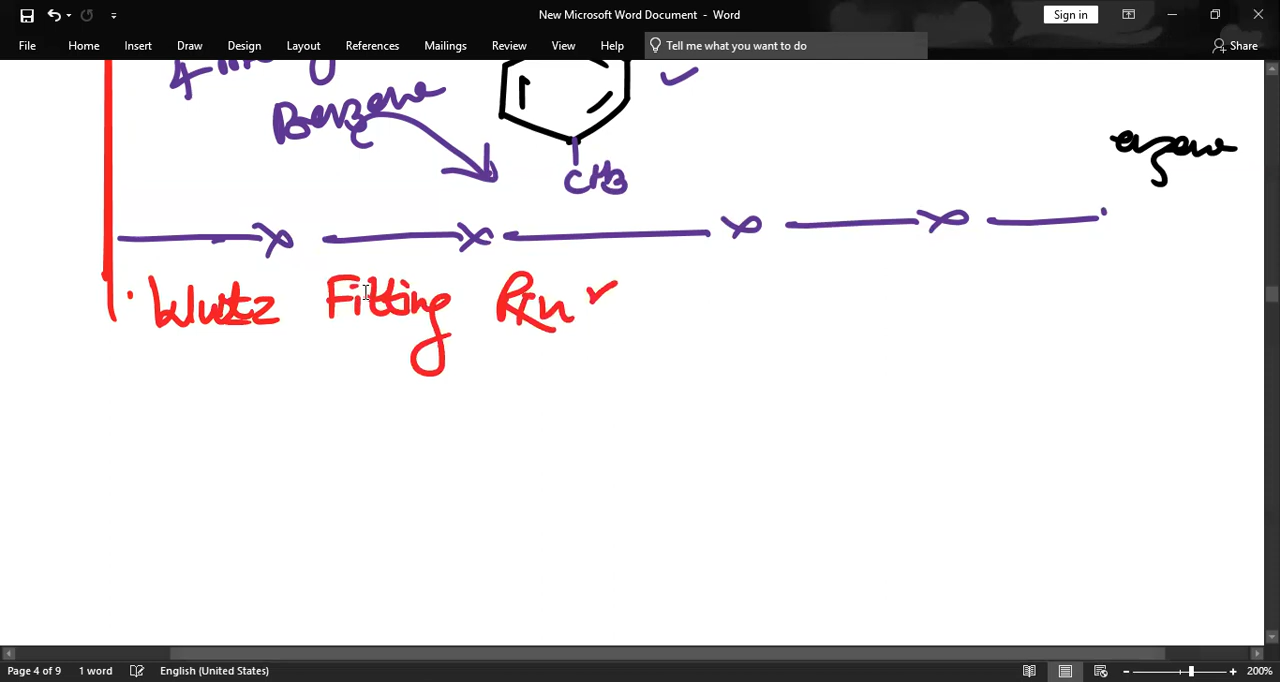 New Microsoft Word Document - Word
Sign in
File Home Insert Draw Design Layout References Mailings Review View Help Tell me what you want to do Share
Benzene
CH3
Wurtz Fitting Rxn
Page 4 of 9 1 word English (United States) 200%